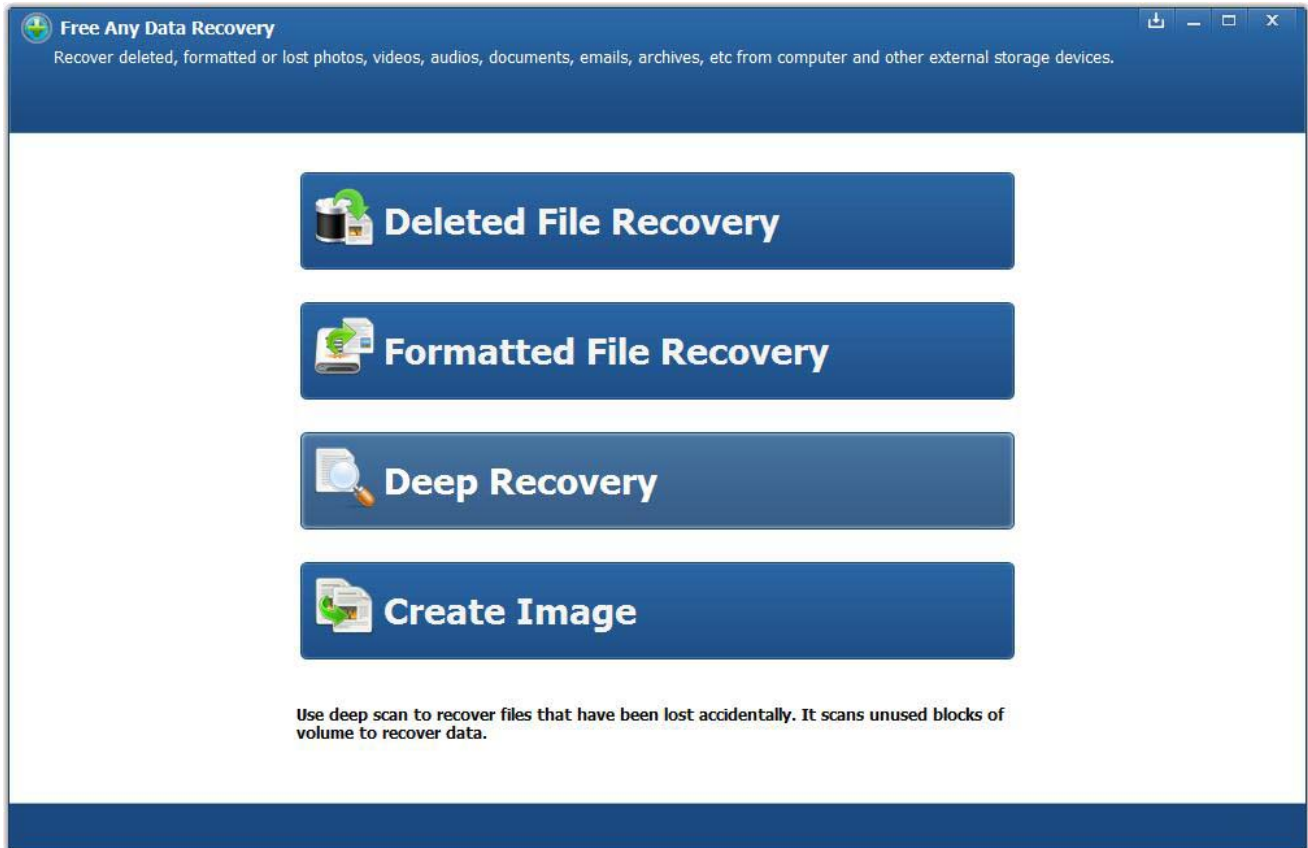 Free Any Data Recovery
Recover deleted, formatted or lost photos, videos, audios, documents, emails, archives, etc from computer and other external storage devices.
Deleted File Recovery
Formatted File Recovery
Deep Recovery
Create Image
Use deep scan to recover files that have been lost accidentally. It scans unused blocks of
volume to recover data.